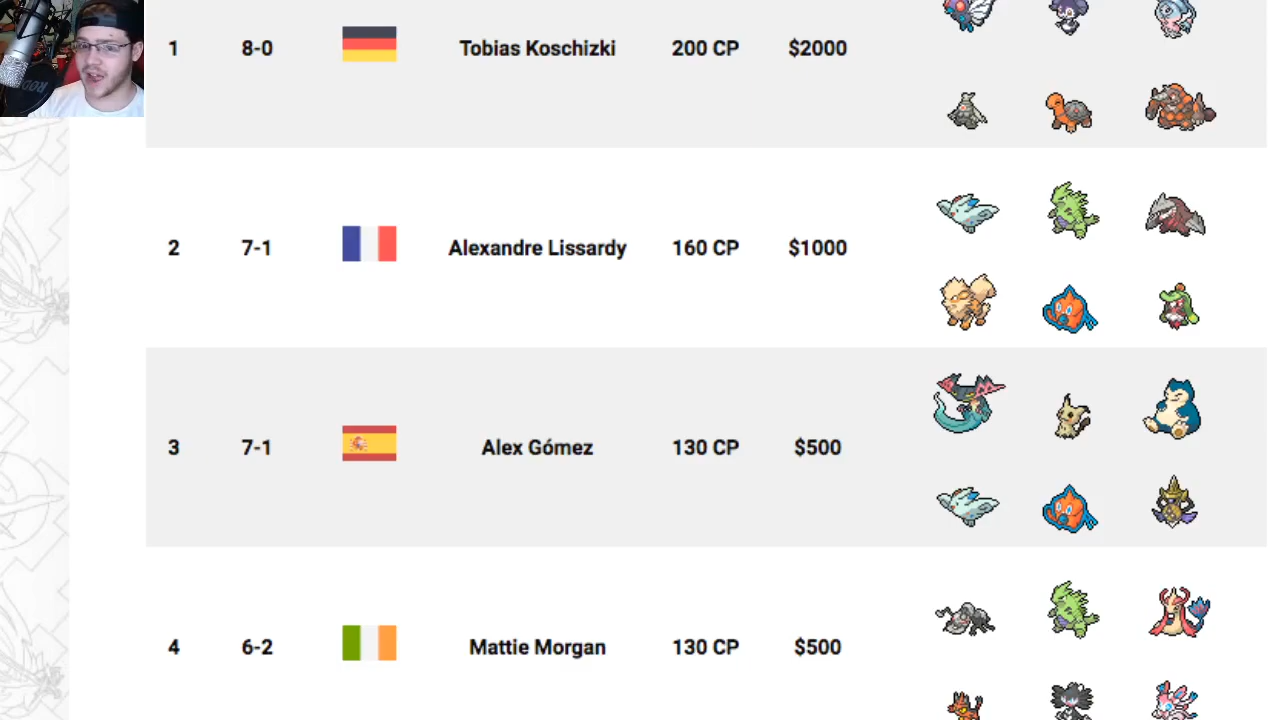 1 8-0 Tobias Koschizki 200 CP $2000
2 7-1 Alexandre Lissardy 160 CP $1000
3 7-1 Alex Gómez 130 CP $500
4 6-2 Mattie Morgan 130 CP $500